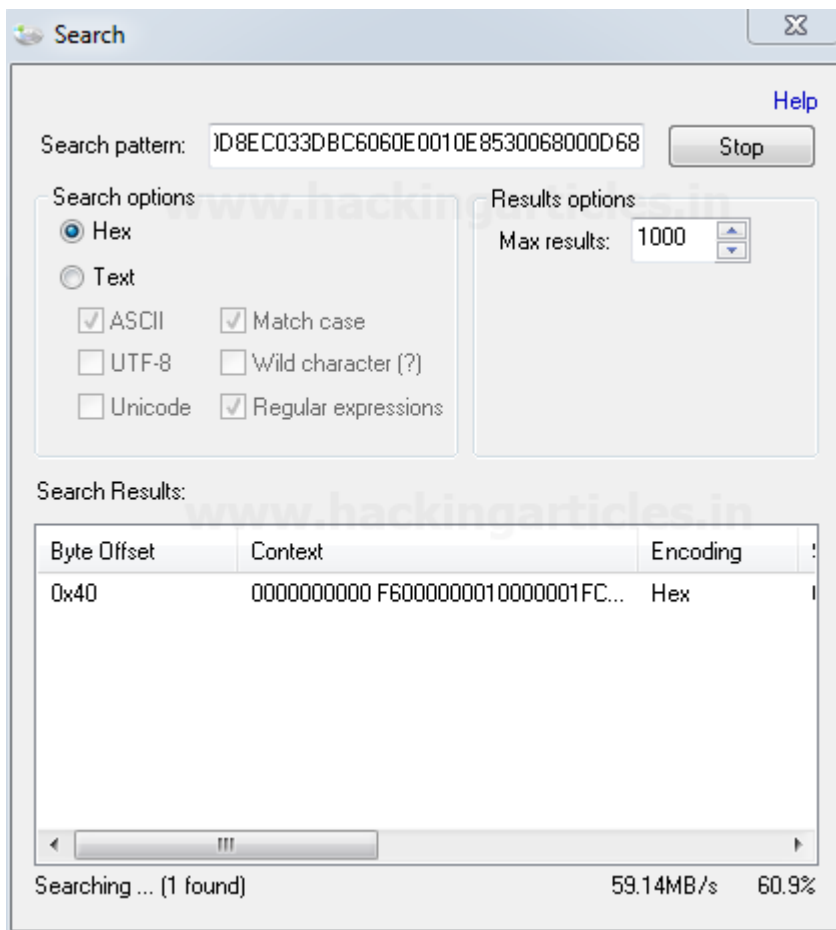 Search
Help
Search pattern: )D8EC033DBC6060E0010E8530068000D68 Stop
www.hackingarticles.in
Search options
Hex
Text
ASCII Match case
UTF-8 Wild character (?)
Unicode Regular expressions
Results options
Max results: 1000
Search Results:
www.hackingarticles.in
Byte Offset Context Encoding
0x40 0000000000 F6000000010000001FC... Hex
Searching ... (1 found) 59.14MB/s 60.9%